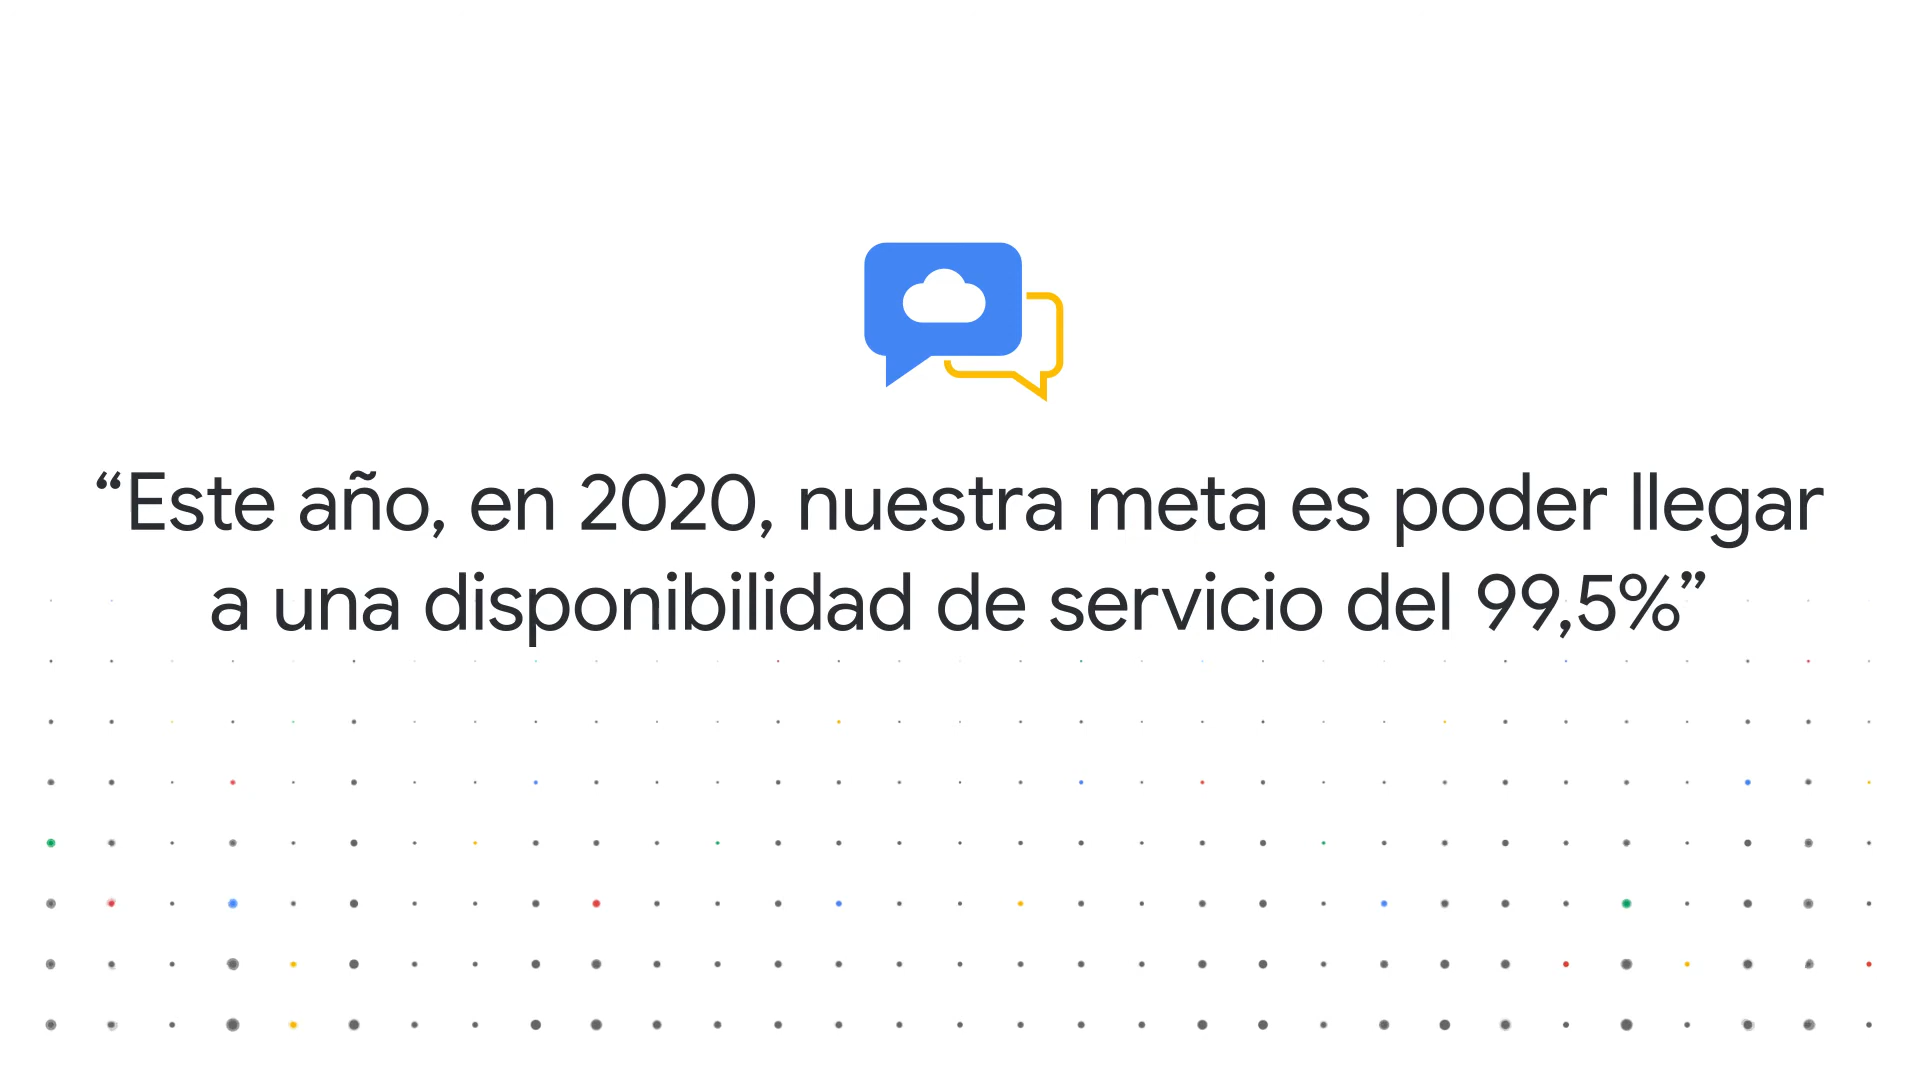 “Este año, en 2020, nuestra meta es poder llegar
a una disponibilidad de servicio del 99,5%”